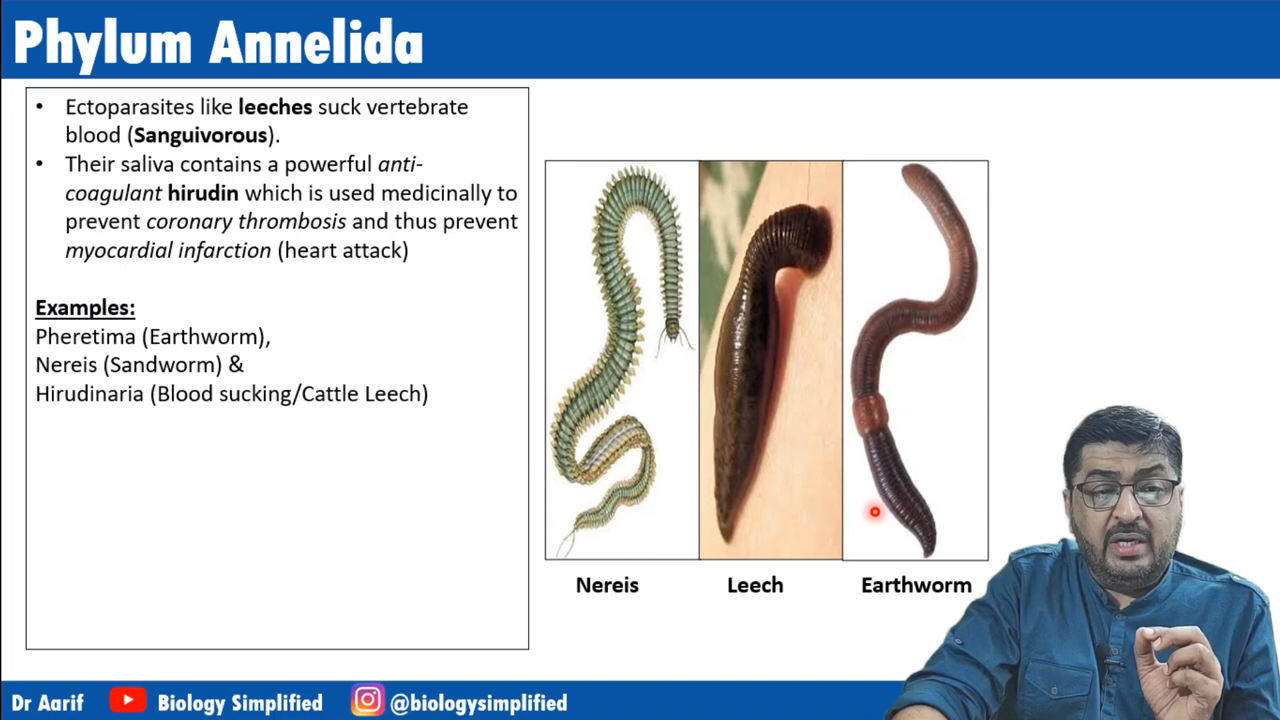 Phylum Annelida
• Ectoparasites like leeches suck vertebrate
blood (Sanguivorous).
• Their saliva contains a powerful anti-
coagulant hirudin which is used medicinally to
prevent coronary thrombosis and thus prevent
myocardial infarction (heart attack)
Examples:
Pheretima (Earthworm),
Nereis (Sandworm) &
Hirudinaria (Blood sucking/Cattle Leech)
Nereis
Leech
Earthworm
Dr Aarif
Biology Simplified
@biologysimplified